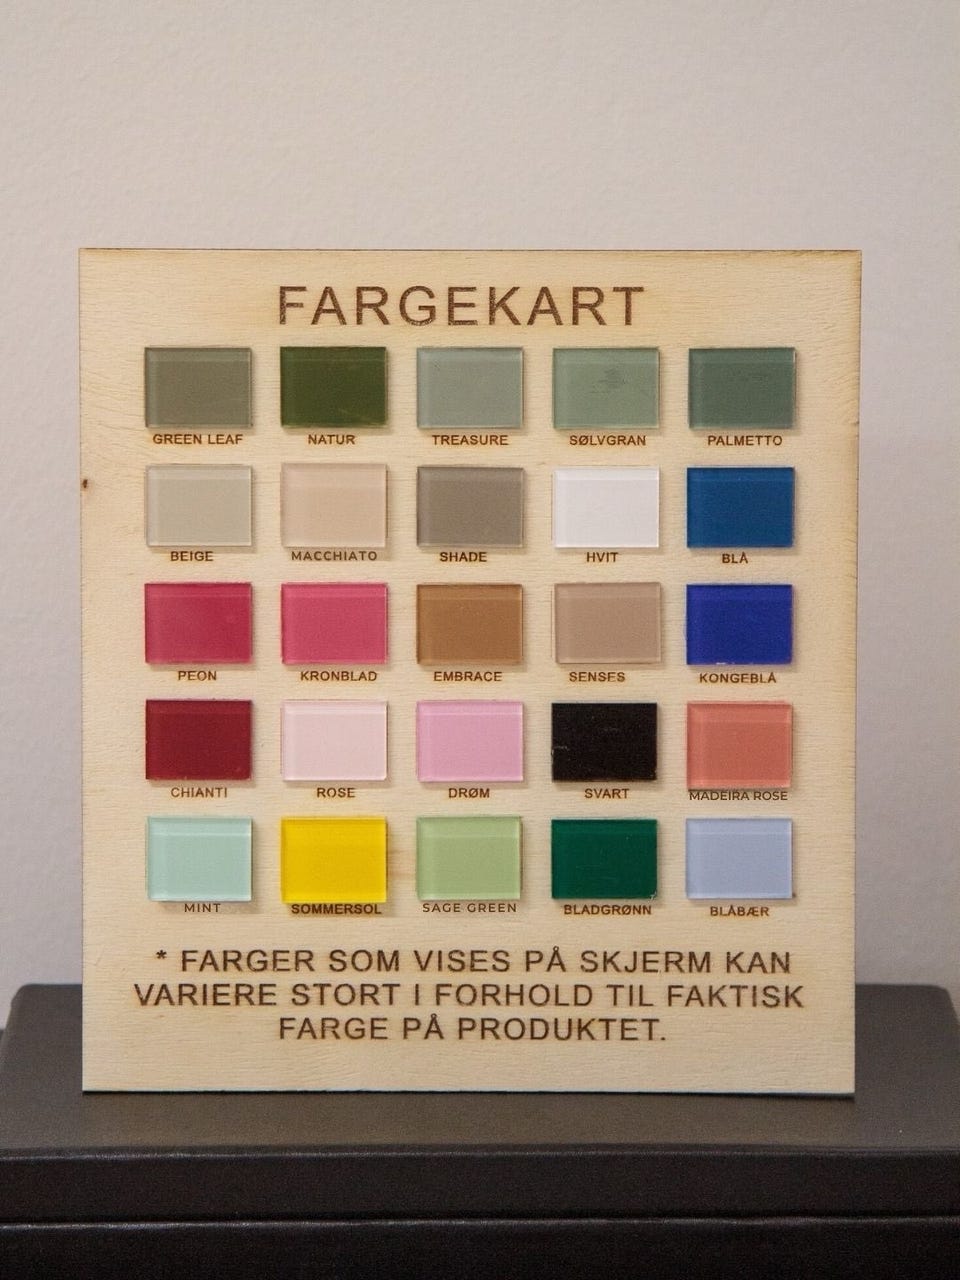 FARGEKART
GREEN LEAF NATUR TREASURE SØLVGRAN PALMETTO
BEIGE MACCHIATO SHADE HVIT BLÅ
PEON KRONBLAD EMBRACE SENSES KONGEBLÅ
CHIANTI ROSE DRØM SVART MADEIRA ROSE
MINT SOMMERSOL SAGE GREEN BLADGRØNN BLÅBÆR
* FARGER SOM VISES PÅ SKJERM KAN
VARIERE STORT I FORHOLD TIL FAKTISK
FARGE PÅ PRODUKTET.